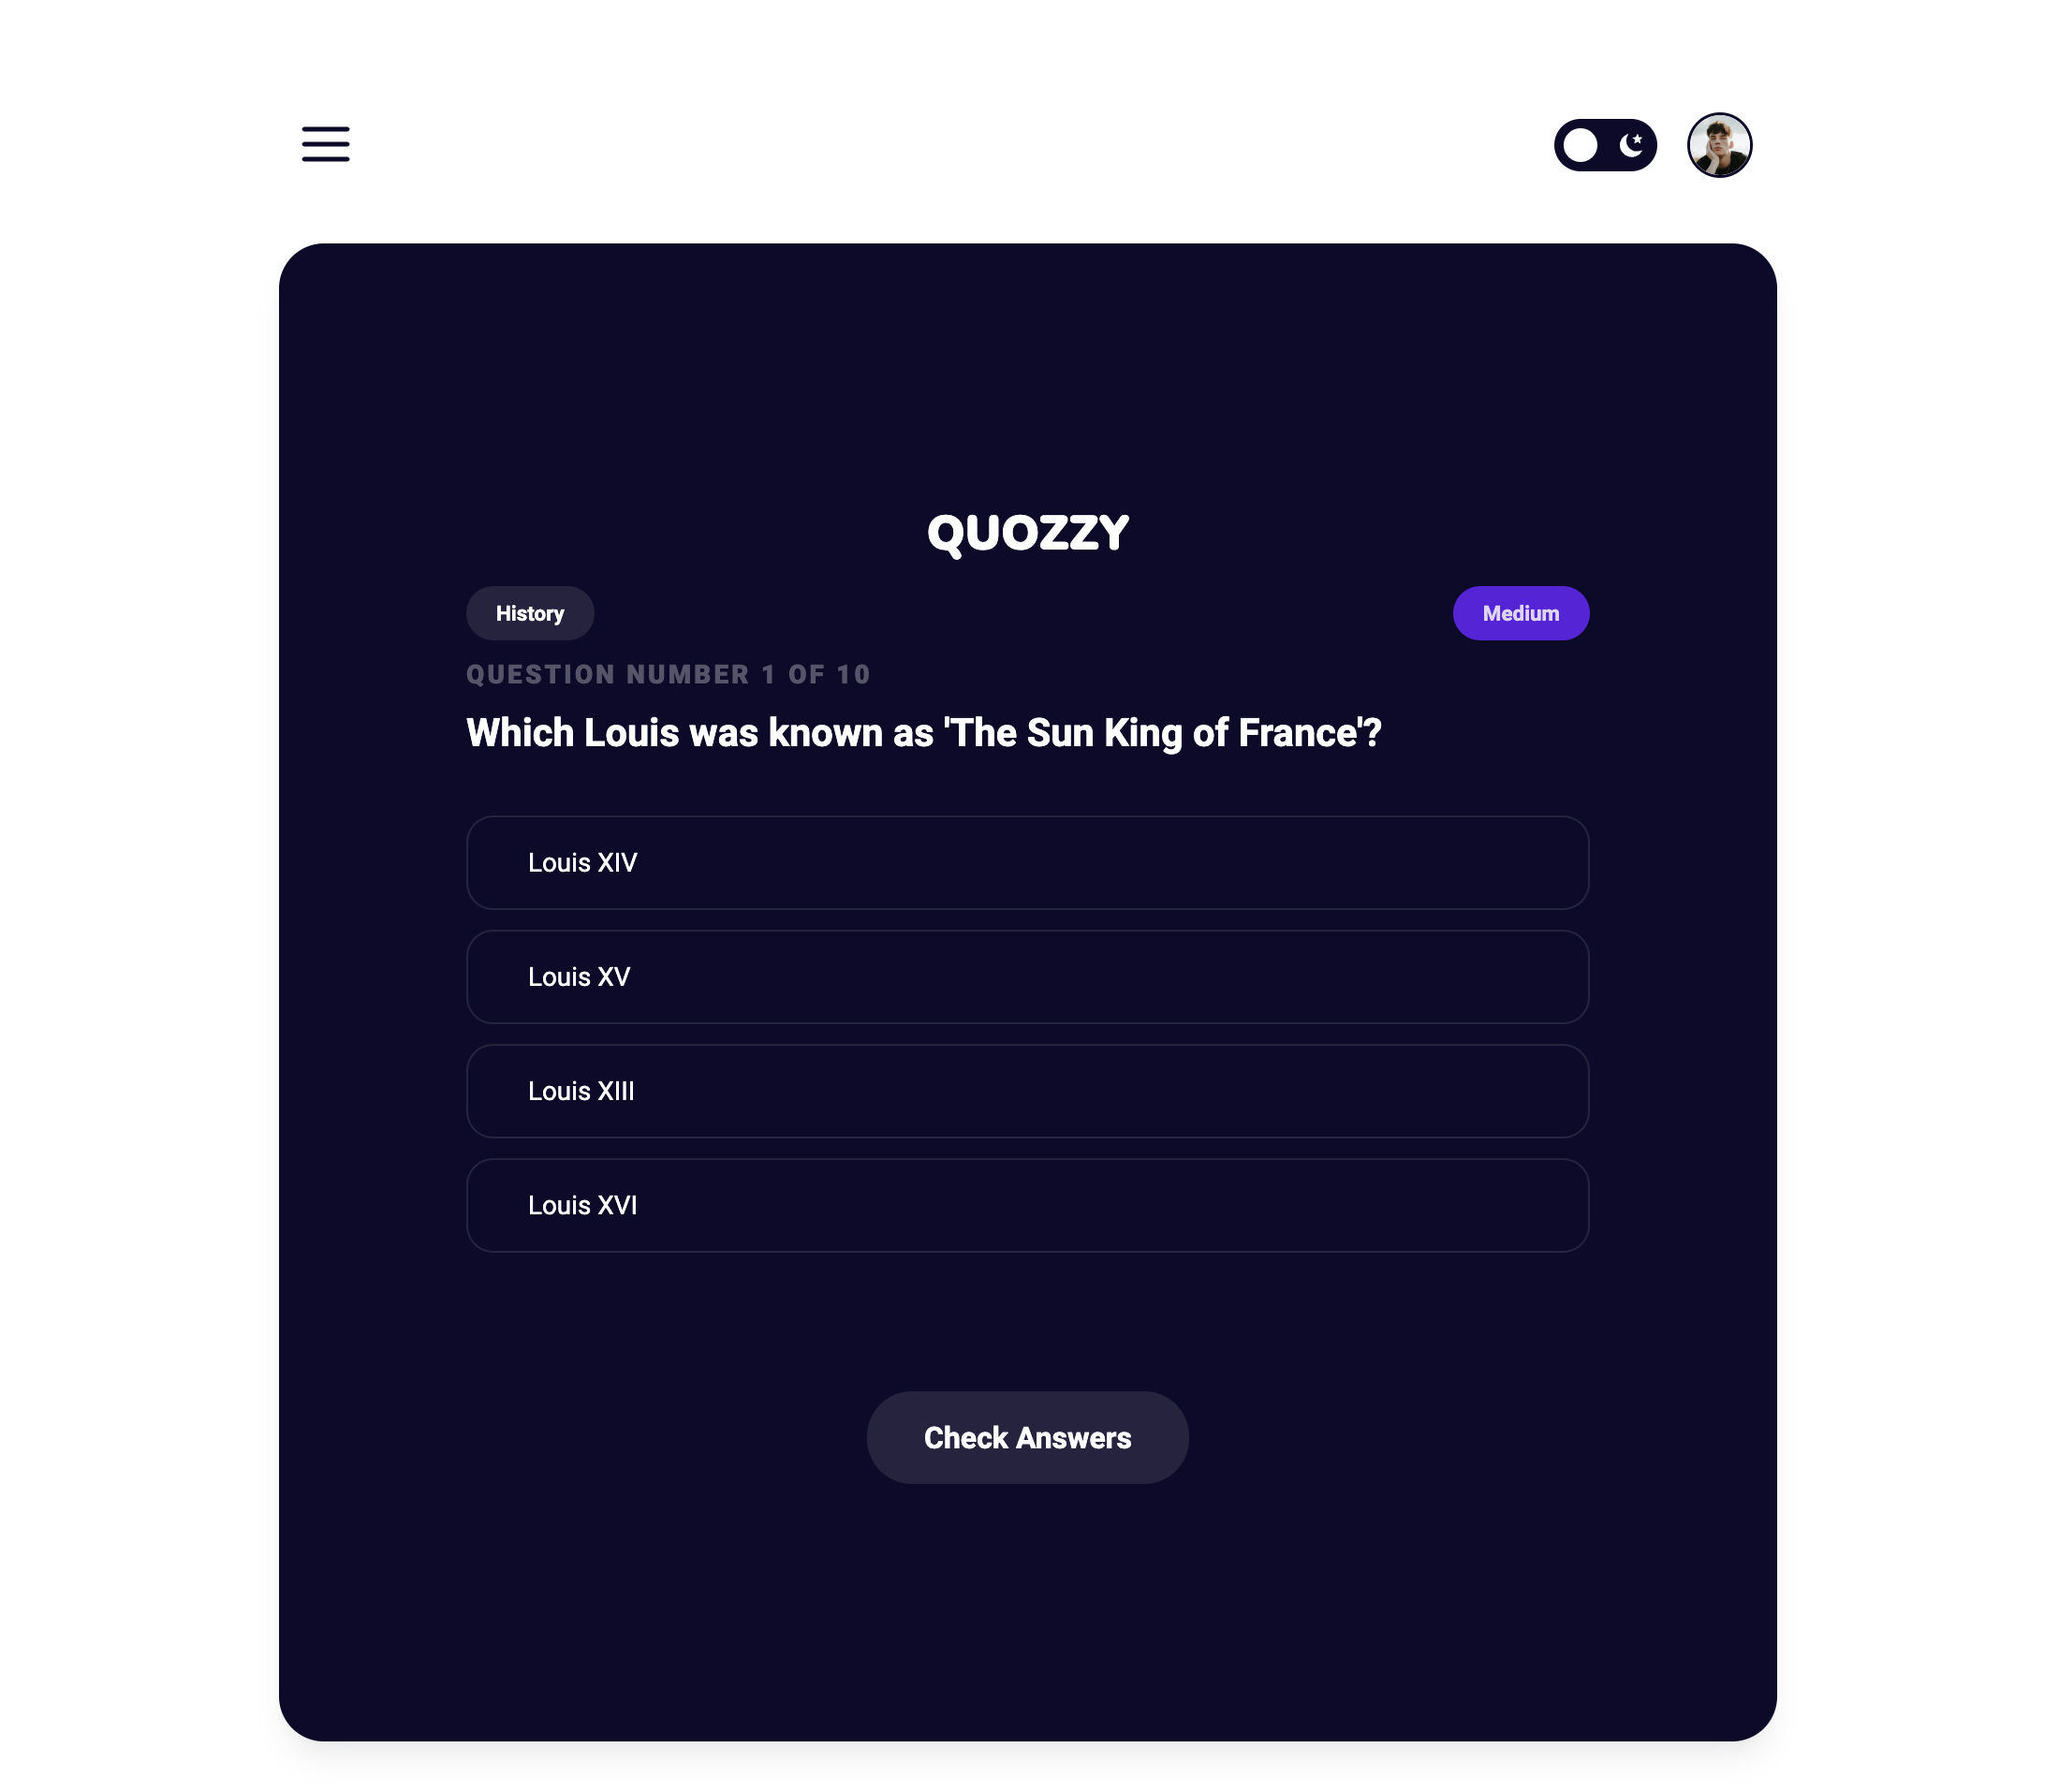 QUOZZY
History
Medium
QUESTION NUMBER 1 OF 10
Which Louis was known as 'The Sun King of France'?
Louis XIV
Louis XV
Louis XIII
Louis XVI
Check Answers